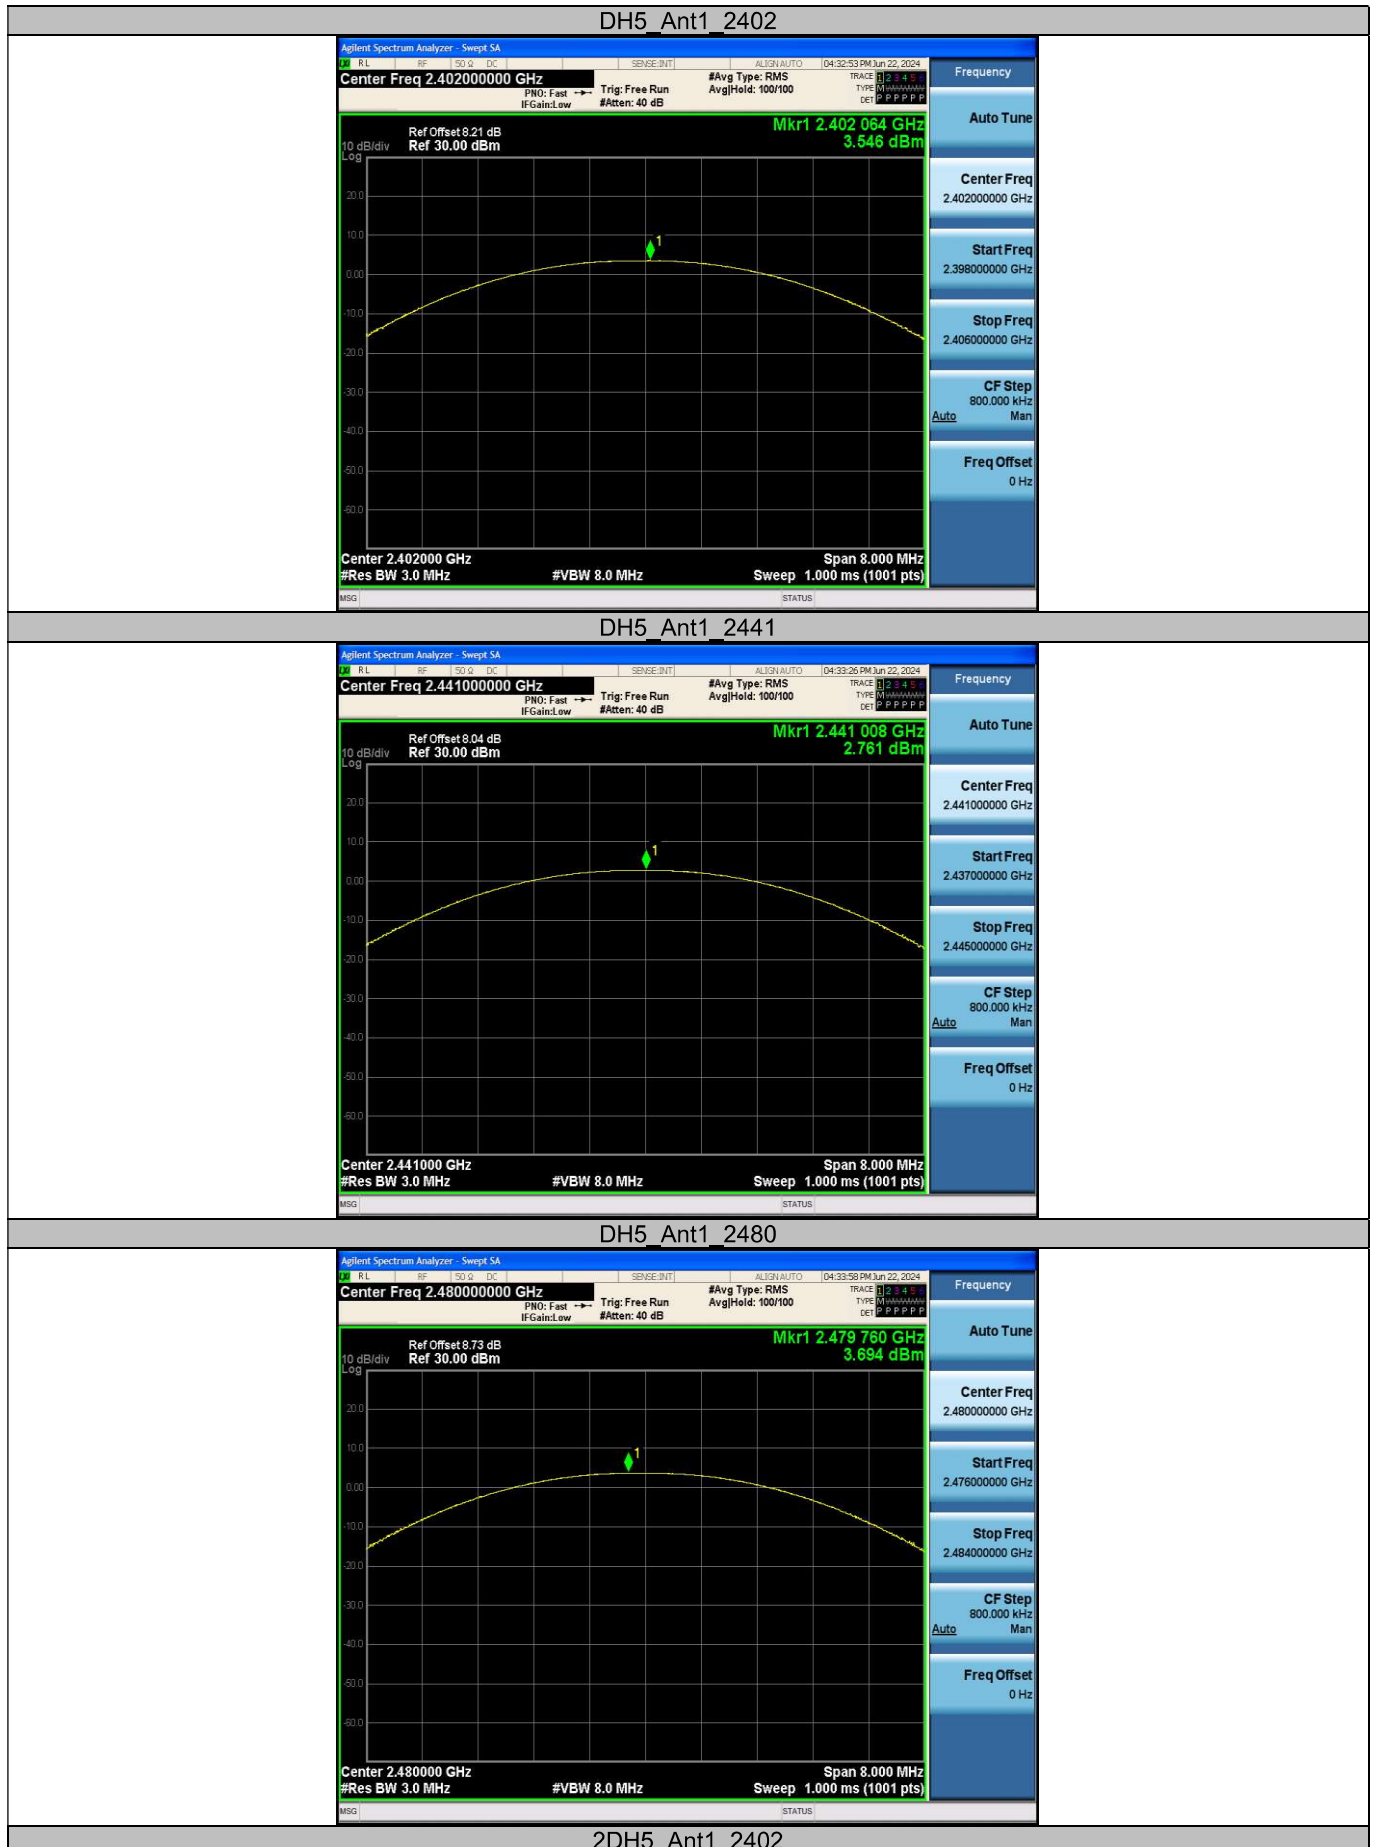 DH5_Ant1_2402
Agilent Spectrum Analyzer - Swept SA
RL RF 50 Ω DC SENSE:INT ALIGN AUTO 04:32:53 PM Jun 22, 2024
Center Freq 2.402000000 GHz #Avg Type: RMS TRACE 1 2 3 4 5 6
PNO: Fast Trig: Free Run Avg|Hold: 100/100 TYPE M
IFGain:Low #Atten: 40 dB DET P P P P P P
Frequency
Auto Tune
Mkr1 2.402 064 GHz
3.546 dBm
Ref Offset 8.21 dB
10 dB/div Ref 30.00 dBm
Log
20.0
10.0
0.00
-10.0
-20.0
-30.0
-40.0
-50.0
-60.0
1
Center Freq
2.402000000 GHz
Start Freq
2.398000000 GHz
Stop Freq
2.406000000 GHz
CF Step
800.000 kHz
Auto Man
Freq Offset
0 Hz
Center 2.402000 GHz Span 8.000 MHz
#Res BW 3.0 MHz #VBW 8.0 MHz Sweep 1.000 ms (1001 pts)
MSG STATUS
DH5_Ant1_2441
Agilent Spectrum Analyzer - Swept SA
RL RF 50 Ω DC SENSE:INT ALIGN AUTO 04:33:26 PM Jun 22, 2024
Center Freq 2.441000000 GHz #Avg Type: RMS TRACE 1 2 3 4 5 6
PNO: Fast Trig: Free Run Avg|Hold: 100/100 TYPE M
IFGain:Low #Atten: 40 dB DET P P P P P P
Frequency
Auto Tune
Mkr1 2.441 008 GHz
2.761 dBm
Ref Offset 8.04 dB
10 dB/div Ref 30.00 dBm
Log
20.0
10.0
0.00
-10.0
-20.0
-30.0
-40.0
-50.0
-60.0
1
Center Freq
2.441000000 GHz
Start Freq
2.437000000 GHz
Stop Freq
2.445000000 GHz
CF Step
800.000 kHz
Auto Man
Freq Offset
0 Hz
Center 2.441000 GHz Span 8.000 MHz
#Res BW 3.0 MHz #VBW 8.0 MHz Sweep 1.000 ms (1001 pts)
MSG STATUS
DH5_Ant1_2480
Agilent Spectrum Analyzer - Swept SA
RL RF 50 Ω DC SENSE:INT ALIGN AUTO 04:33:58 PM Jun 22, 2024
Center Freq 2.480000000 GHz #Avg Type: RMS TRACE 1 2 3 4 5 6
PNO: Fast Trig: Free Run Avg|Hold: 100/100 TYPE M
IFGain:Low #Atten: 40 dB DET P P P P P P
Frequency
Auto Tune
Mkr1 2.479 760 GHz
3.694 dBm
Ref Offset 8.73 dB
10 dB/div Ref 30.00 dBm
Log
20.0
10.0
0.00
-10.0
-20.0
-30.0
-40.0
-50.0
-60.0
1
Center Freq
2.480000000 GHz
Start Freq
2.476000000 GHz
Stop Freq
2.484000000 GHz
CF Step
800.000 kHz
Auto Man
Freq Offset
0 Hz
Center 2.480000 GHz Span 8.000 MHz
#Res BW 3.0 MHz #VBW 8.0 MHz Sweep 1.000 ms (1001 pts)
MSG STATUS
2DH5_Ant1_2402